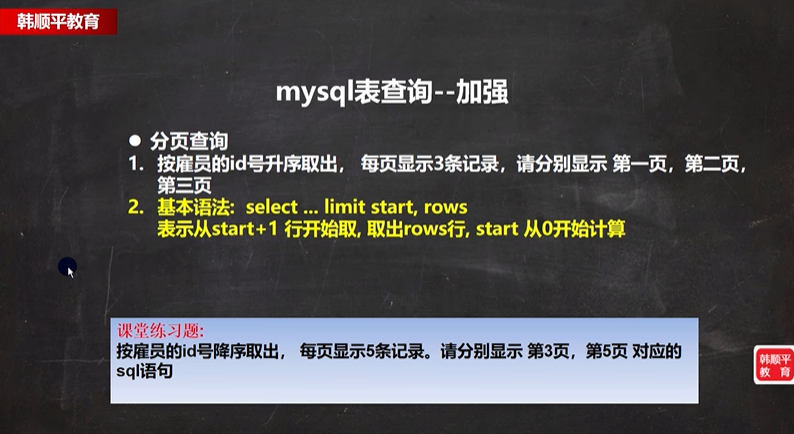 韩顺平教育
mysql表查询--加强
● 分页查询
1. 按雇员的id号升序取出， 每页显示3条记录，请分别显示 第一页，第二页，
第三页
2. 基本语法: select ... limit start, rows
表示从start+1 行开始取, 取出rows行, start 从0开始计算
课堂练习题:
按雇员的id号降序取出， 每页显示5条记录。请分别显示 第3页，第5页 对应的
sql语句
韩顺平
教 育